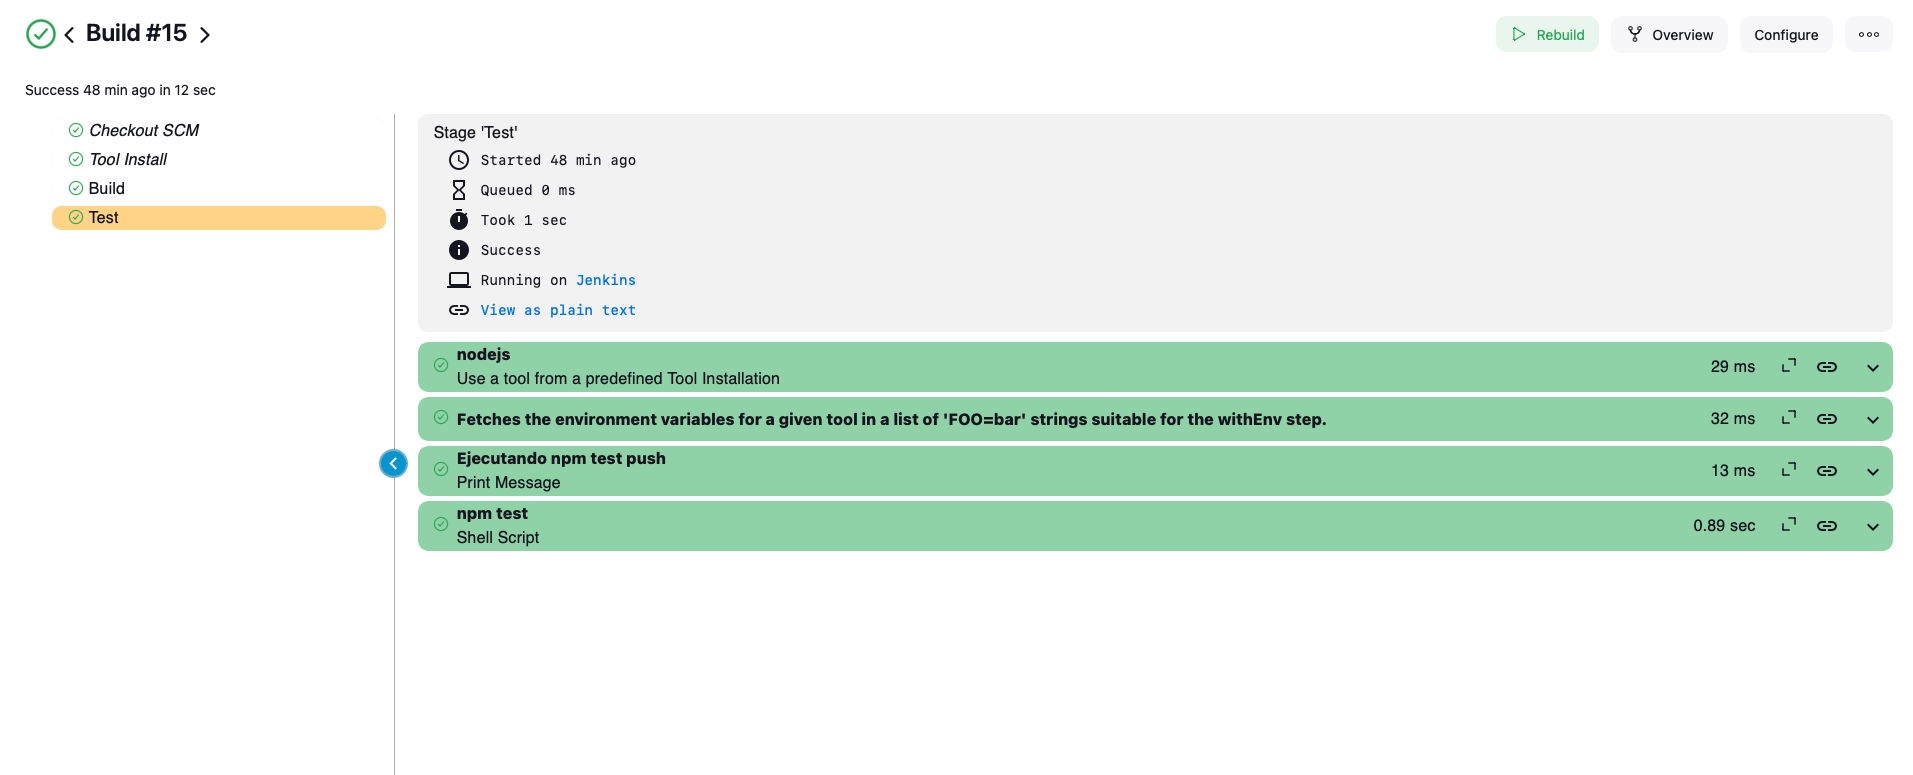 Build #15
Rebuild
Overview
Configure
Success 48 min ago in 12 sec
Checkout SCM
Tool Install
Build
Test
Stage 'Test'
Started 48 min ago
Queued 0 ms
Took 1 sec
Success
Running on Jenkins
View as plain text
nodejs
Use a tool from a predefined Tool Installation
29 ms
Fetches the environment variables for a given tool in a list of 'FOO=bar' strings suitable for the withEnv step.
32 ms
Ejecutando npm test push
Print Message
13 ms
npm test
Shell Script
0.89 sec